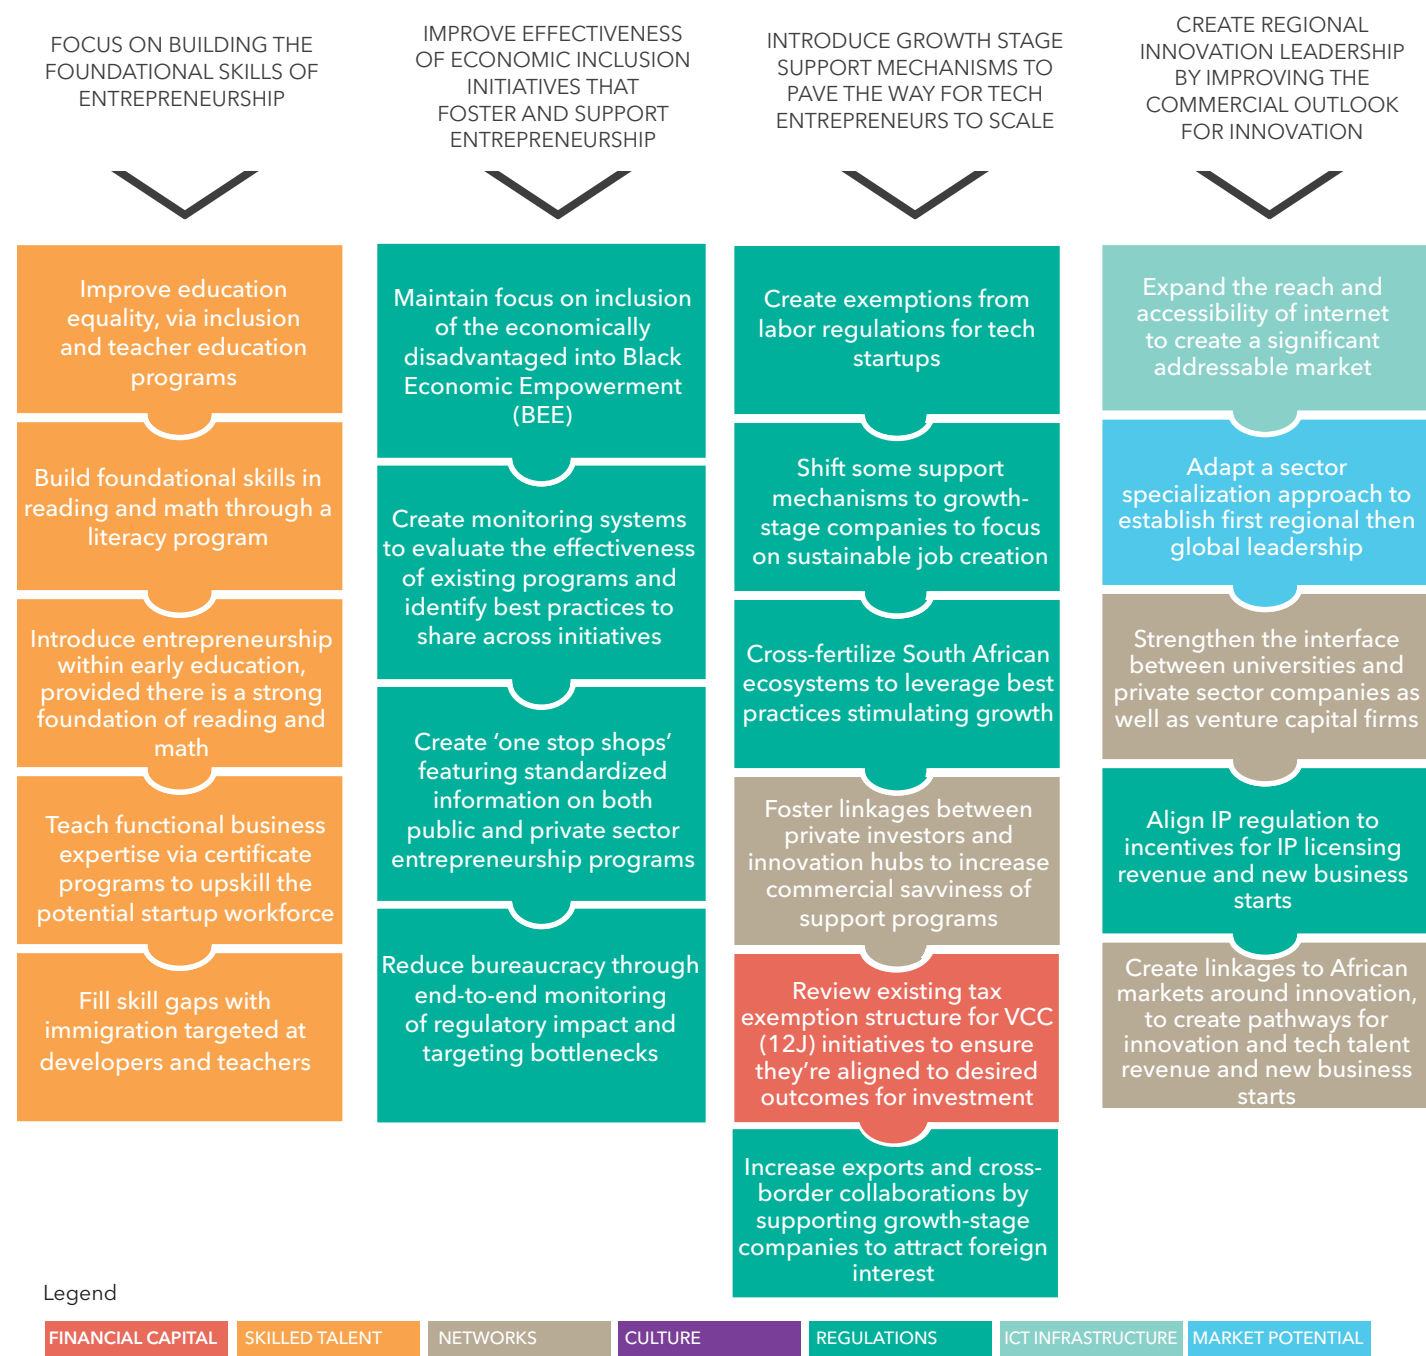 FOCUS ON BUILDING THE
FOUNDATIONAL SKILLS OF
ENTREPRENEURSHIP
IMPROVE EFFECTIVENESS
OF ECONOMIC INCLUSION
INITIATIVES THAT
FOSTER AND SUPPORT
ENTREPRENEURSHIP
INTRODUCE GROWTH STAGE
SUPPORT MECHANISMS TO
PAVE THE WAY FOR TECH
ENTREPRENEURS TO SCALE
CREATE REGIONAL
INNOVATION LEADERSHIP
BY IMPROVING THE
COMMERCIAL OUTLOOK
FOR INNOVATION
Improve education
equality, via inclusion
and teacher education
programs
Build foundational skills in
reading and math through a
literacy program
Introduce entrepreneurship
within early education,
provided there is a strong
foundation of reading and
math
Teach functional business
expertise via certificate
programs to upskill the
potential startup workforce
Fill skill gaps with
immigration targeted at
developers and teachers
Maintain focus on inclusion
of the economically
disadvantaged into Black
Economic Empowerment
(BEE)
Create monitoring systems
to evaluate the effectiveness
of existing programs and
identify best practices to
share across initiatives
Create ‘one stop shops’
featuring standardized
information on both
public and private sector
entrepreneurship programs
Reduce bureaucracy through
end-to-end monitoring
of regulatory impact and
targeting bottlenecks
Create exemptions from
labor regulations for tech
startups
Shift some support
mechanisms to growth-
stage companies to focus
on sustainable job creation
Cross-fertilize South African
ecosystems to leverage best
practices stimulating growth
Foster linkages between
private investors and
innovation hubs to increase
commercial savviness of
support programs
Review existing tax
exemption structure for VCC
(12J) initiatives to ensure
they’re aligned to desired
outcomes for investment
Increase exports and cross-
border collaborations by
supporting growth-stage
companies to attract foreign
interest
Expand the reach and
accessibility of internet
to create a significant
addressable market
Adapt a sector
specialization approach to
establish first regional then
global leadership
Strengthen the interface
between universities and
private sector companies as
well as venture capital firms
Align IP regulation to
incentives for IP licensing
revenue and new business
starts
Create linkages to African
markets around innovation,
to create pathways for
innovation and tech talent
revenue and new business
starts
Legend
FINANCIAL CAPITAL
SKILLED TALENT
NETWORKS
CULTURE
REGULATIONS
ICT INFRASTRUCTURE
MARKET POTENTIAL